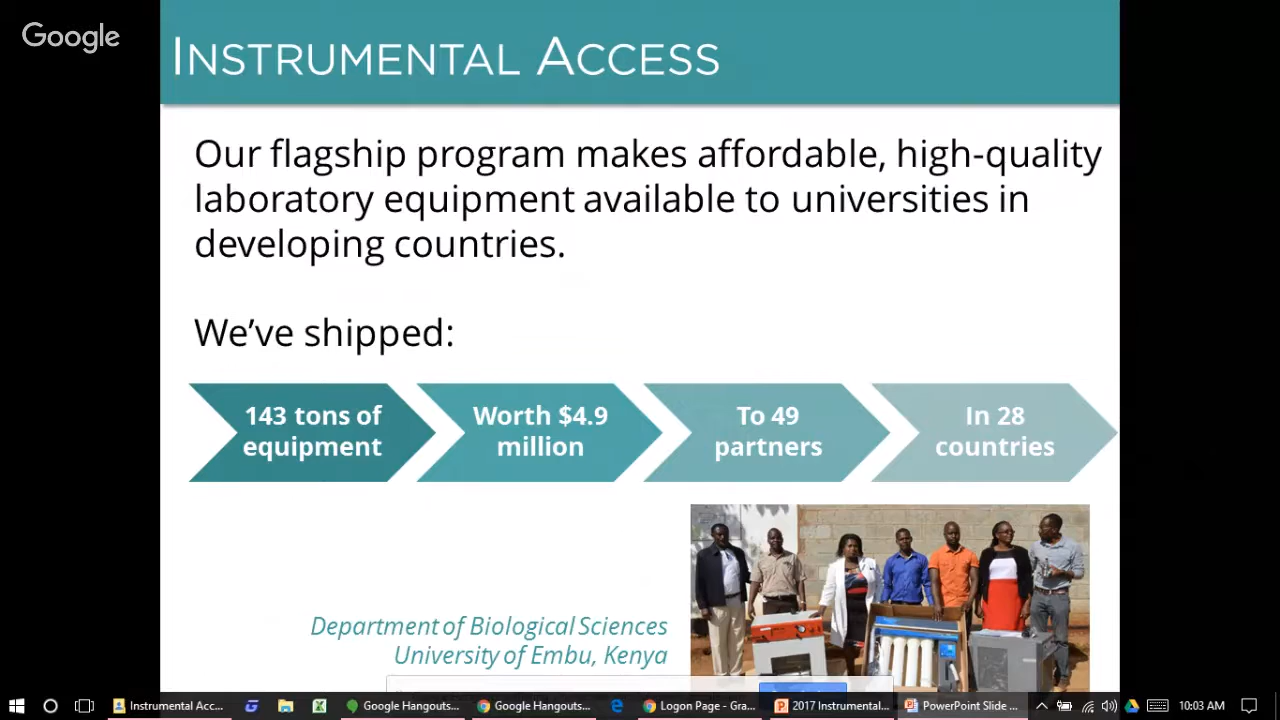 Google
INSTRUMENTAL ACCESS
Our flagship program makes affordable, high-quality
laboratory equipment available to universities in
developing countries.
We've shipped:
143 tons of
equipment
Worth $4.9
million
To 49
partners
In 28
countries
Department of Biological Sciences
University of Embu, Kenya
Instrumental Acc...
Google Hangouts...
Google Hangouts...
Logon Page - Gra...
2017 Instrumental...
PowerPoint Slide ...
10:03 AM